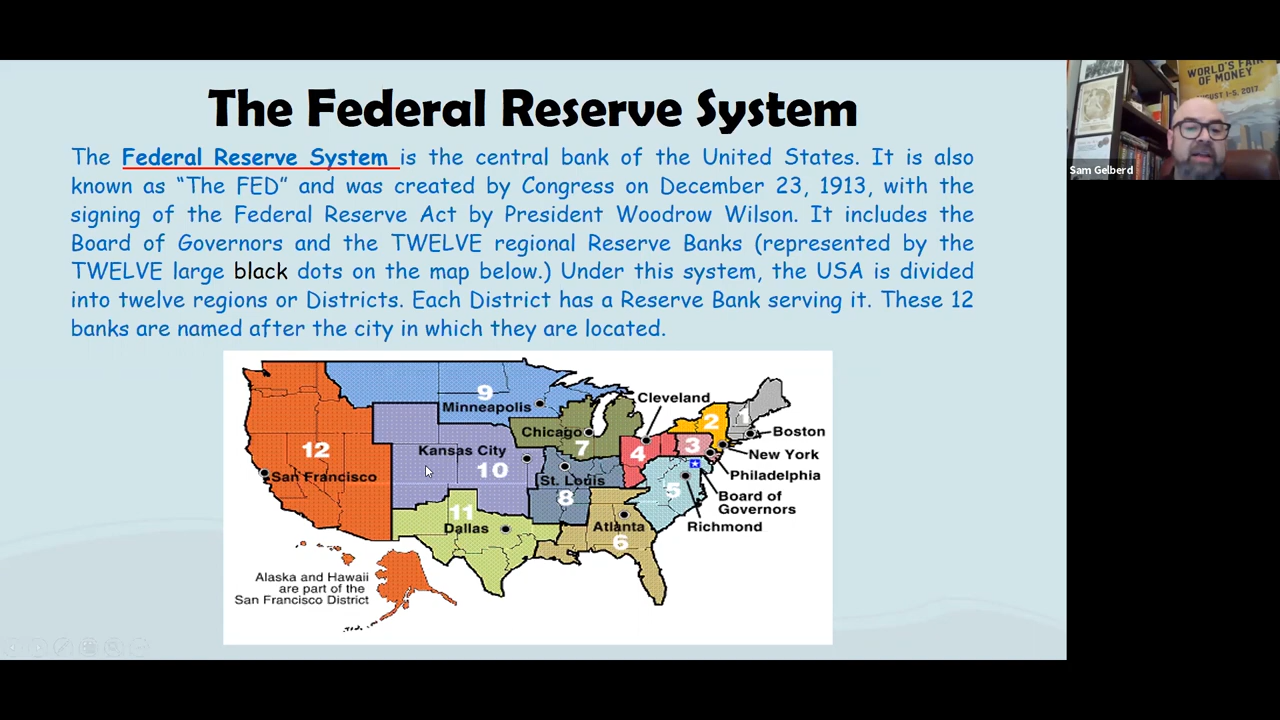 The Federal Reserve System
The Federal Reserve System is the central bank of the United States. It is also
known as “The FED” and was created by Congress on December 23, 1913, with the
signing of the Federal Reserve Act by President Woodrow Wilson. It includes the
Board of Governors and the TWELVE regional Reserve Banks (represented by the
TWELVE large black dots on the map below.) Under this system, the USA is divided
into twelve regions or Districts. Each District has a Reserve Bank serving it. These 12
banks are named after the city in which they are located.
WORLD'S FAIR
OF MONEY
AUGUST 1-5, 2017
Sam Gelberd
9
Minneapolis
Cleveland
2
1
Chicago
7
Boston
12
Kansas City
4
3
New York
10
San Francisco
St. Louis
8
5
Philadelphia
Board of
Governors
11
Dallas
Atlanta
6
Richmond
Alaska and Hawaii
are part of the
San Francisco District